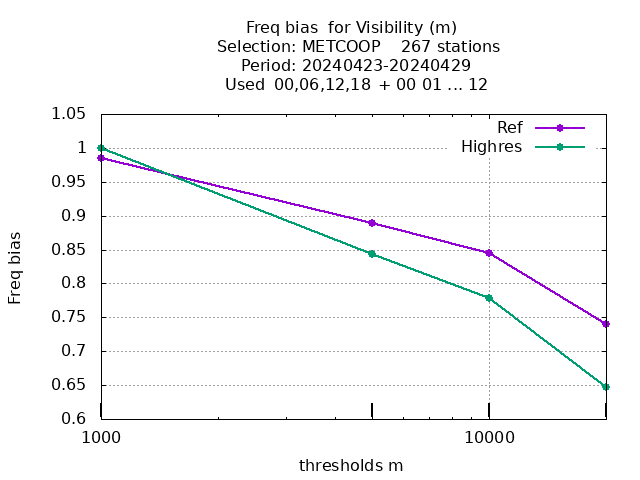 Freq bias  for Visibility (m)
Selection: METCOOP    267 stations
Period: 20240423-20240429
Used  00,06,12,18 + 00 01 ... 12
Ref
Highres
Freq bias
1.05
1
0.95
0.9
0.85
0.8
0.75
0.7
0.65
0.6
1000
10000
thresholds m